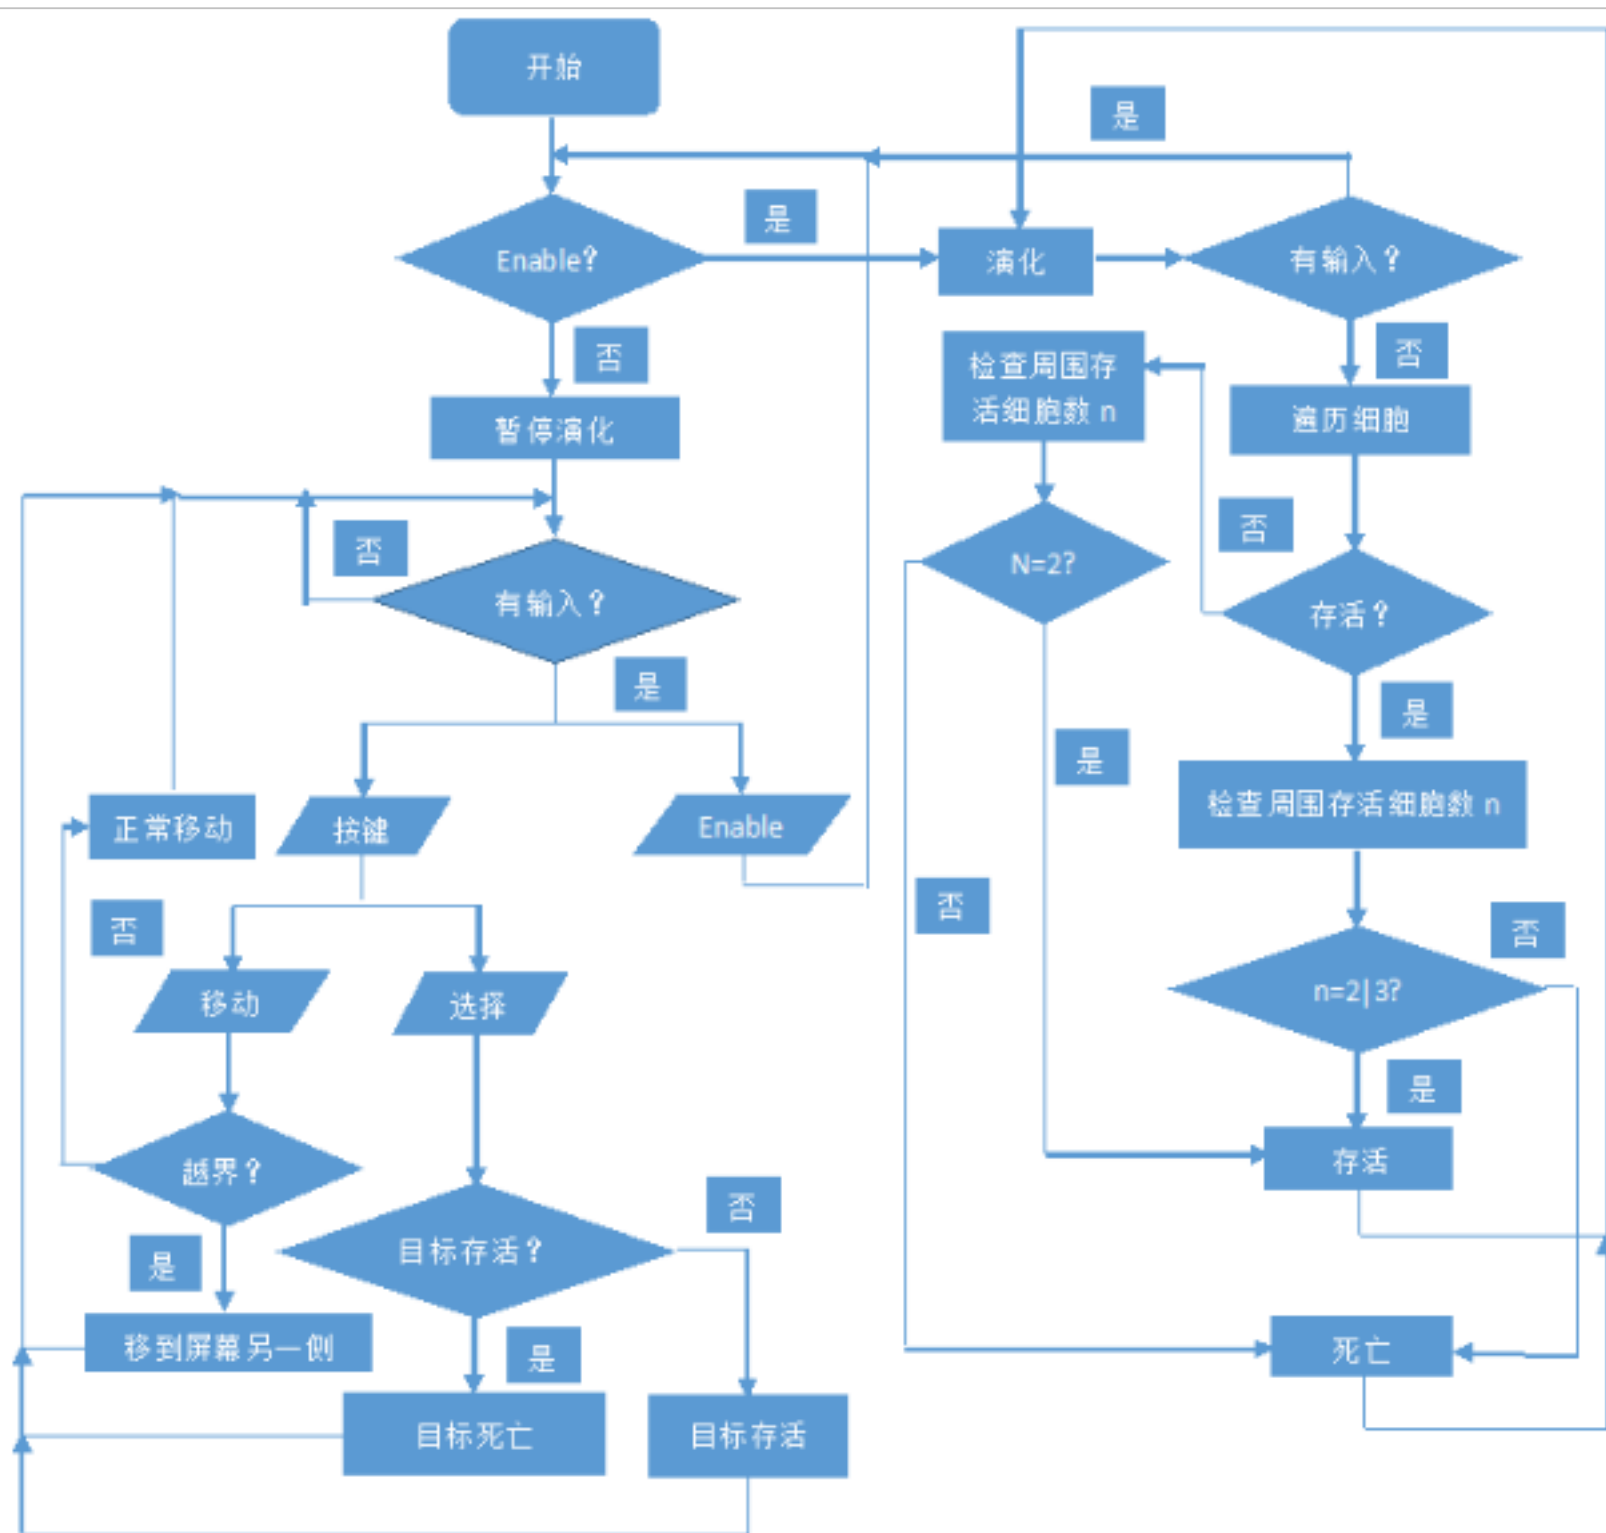 开始
是
Enable?
是
演化
有输入？
否
否
检查周围存
活细胞数 n
遍历细胞
暂停演化
否
否
N=2?
有输入？
存活？
是
是
是
检查周围存活细胞数 n
正常移动
按键
Enable
否
否
否
移动
选择
n=2|3?
是
存活
越界？
否
目标存活？
是
移到屏幕另一侧
是
死亡
目标死亡
目标存活